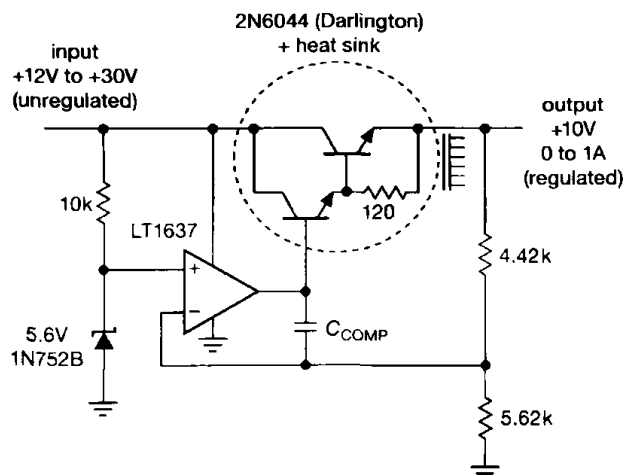 2N6044 (Darlington)
+ heat sink
input
+12V to +30V
(unregulated)
output
+10V
0 to 1A
(regulated)
10k
120
LT1637
4.42k
+
−
5.6V
1N752B
CCOMP
5.62k